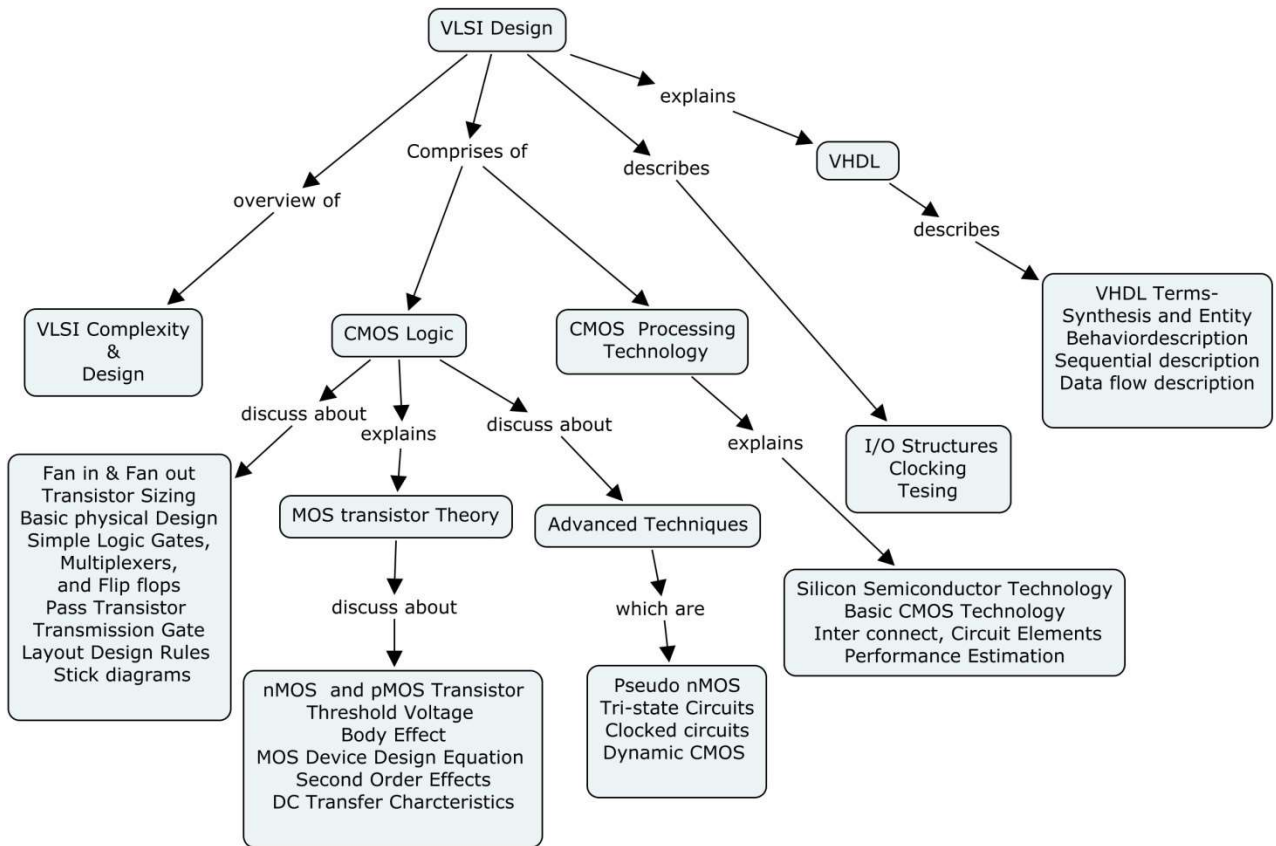 VLSI Design
explains
Comprises of
describes
VHDL
overview of
describes
VHDL Terms-
Synthesis and Entity
Behaviordescription
Sequential description
Data flow description
VLSI Complexity
&
Design
CMOS Logic
CMOS Processing
Technology
discuss about
explains
discuss about
explains
I/O Structures
Clocking
Tesing
Fan in & Fan out
Transistor Sizing
Basic physical Design
Simple Logic Gates,
Multiplexers,
and Flip flops
Pass Transistor
Transmission Gate
Layout Design Rules
Stick diagrams
MOS transistor Theory
Advanced Techniques
discuss about
which are
Silicon Semiconductor Technology
Basic CMOS Technology
Inter connect, Circuit Elements
Performance Estimation
nMOS and pMOS Transistor
Threshold Voltage
Body Effect
MOS Device Design Equation
Second Order Effects
DC Transfer Charcteristics
Pseudo nMOS
Tri-state Circuits
Clocked circuits
Dynamic CMOS